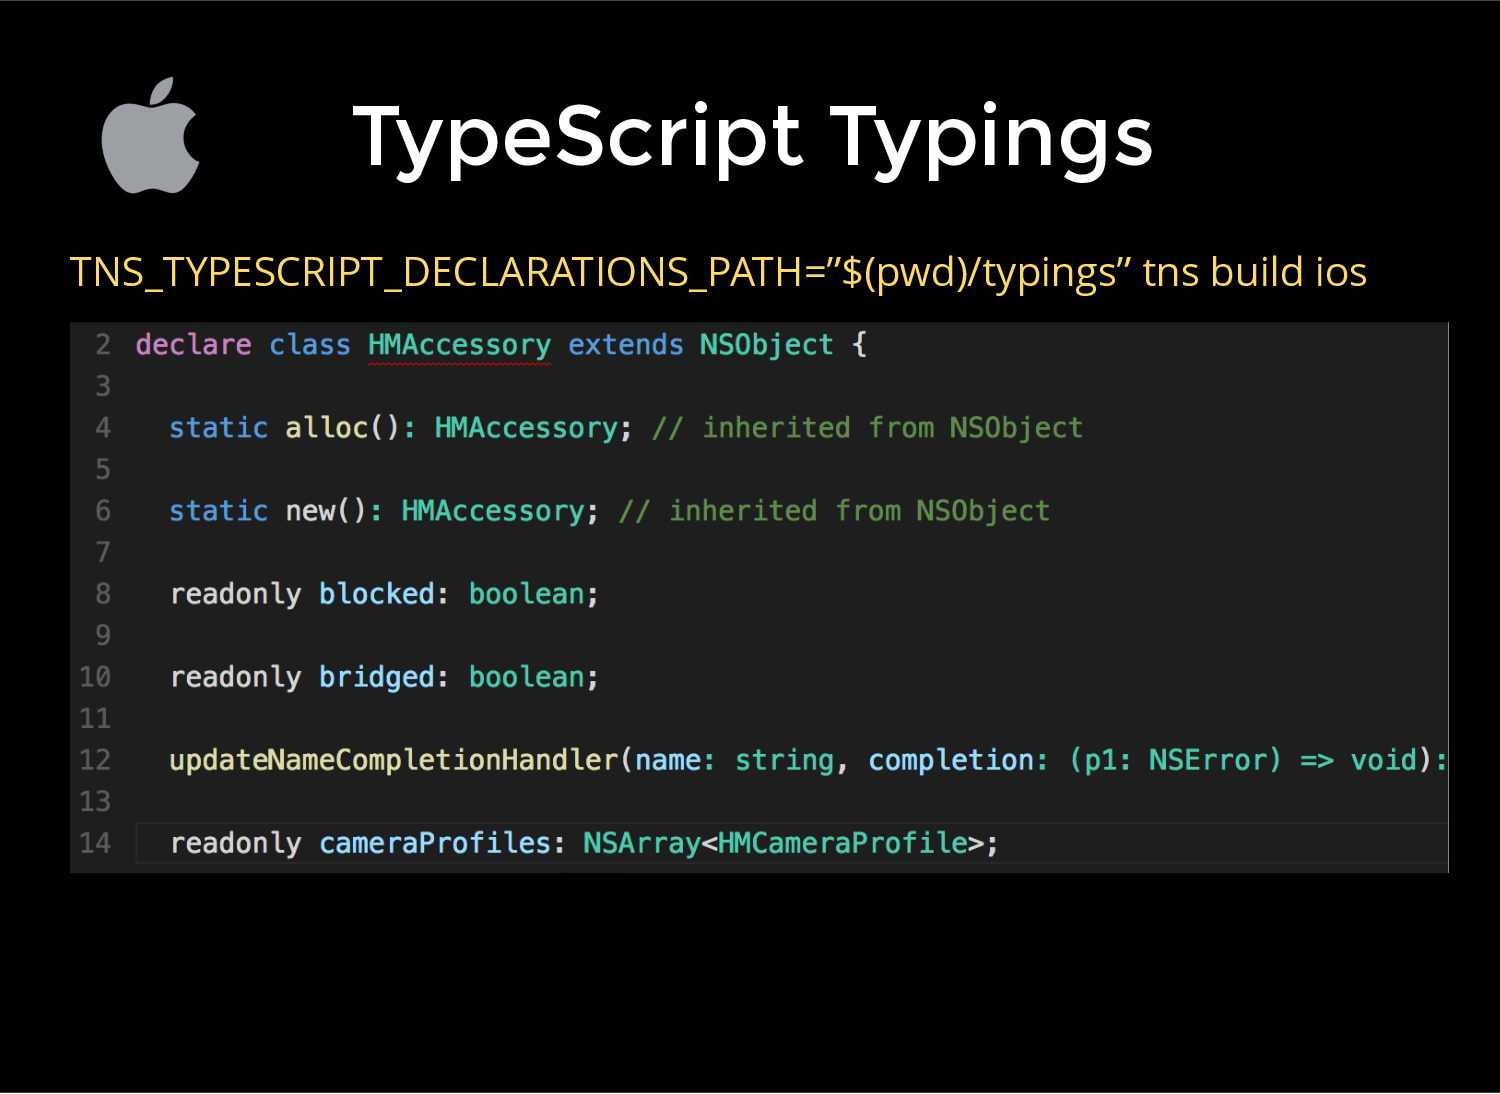 TypeScript Typings
TNS_TYPESCRIPT_DECLARATIONS_PATH=”$(pwd)/typings” tns build ios
2 declare class HMAccessory extends NSObject {
3
4 static alloc(): HMAccessory; // inherited from NSObject
5
6 static new(): HMAccessory; // inherited from NSObject
7
8 readonly blocked: boolean;
9
10 readonly bridged: boolean;
11
12 updateNameCompletionHandler(name: string, completion: (p1: NSError) => void):
13
14 readonly cameraProfiles: NSArray<HMCameraProfile>;